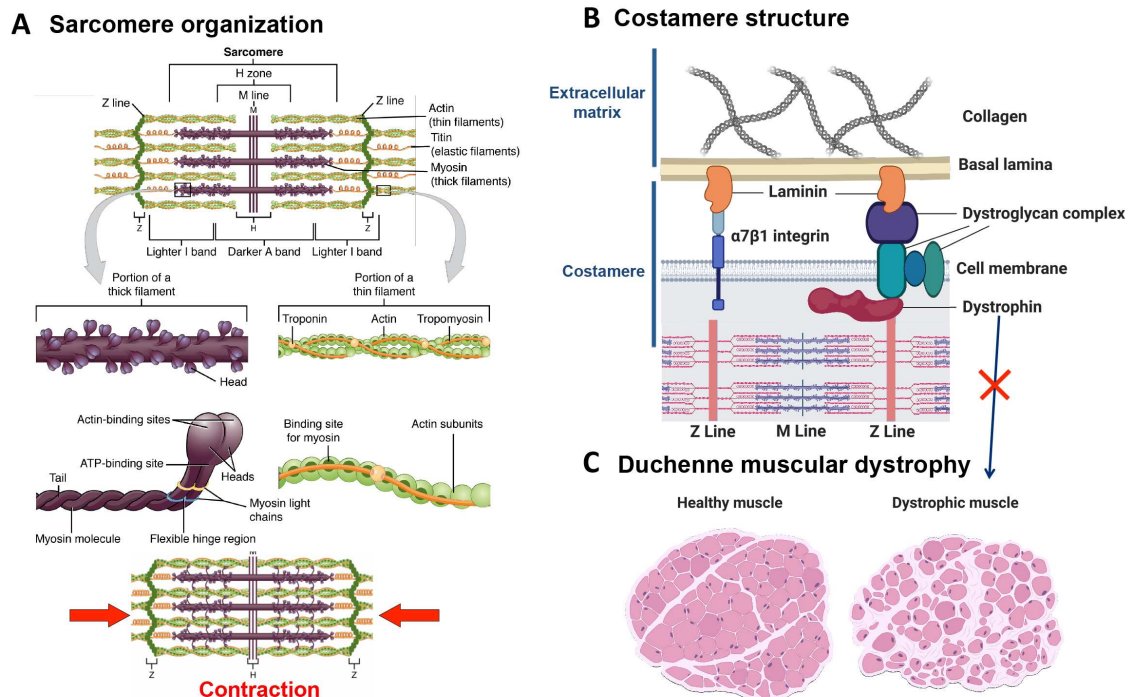 A Sarcomere organization
Sarcomere
H zone
M line
Z line
M
Z line
Actin
(thin filaments)
Titin
(elastic filaments)
Myosin
(thick filaments)
Z
H
Z
Lighter I band
Darker A band
Lighter I band
Portion of a
thick filament
Portion of a
thin filament
Troponin
Actin
Tropomyosin
Head
Actin-binding sites
ATP-binding site
Heads
Tail
Myosin light
chains
Myosin molecule
Flexible hinge region
Binding site
for myosin
Actin subunits
Z
H
Z
Contraction
B Costamere structure
Extracellular
matrix
Collagen
Basal lamina
Laminin
Dystroglycan complex
α7β1 integrin
Costamere
Cell membrane
Dystrophin
Z Line
M Line
Z Line
C Duchenne muscular dystrophy
Healthy muscle
Dystrophic muscle